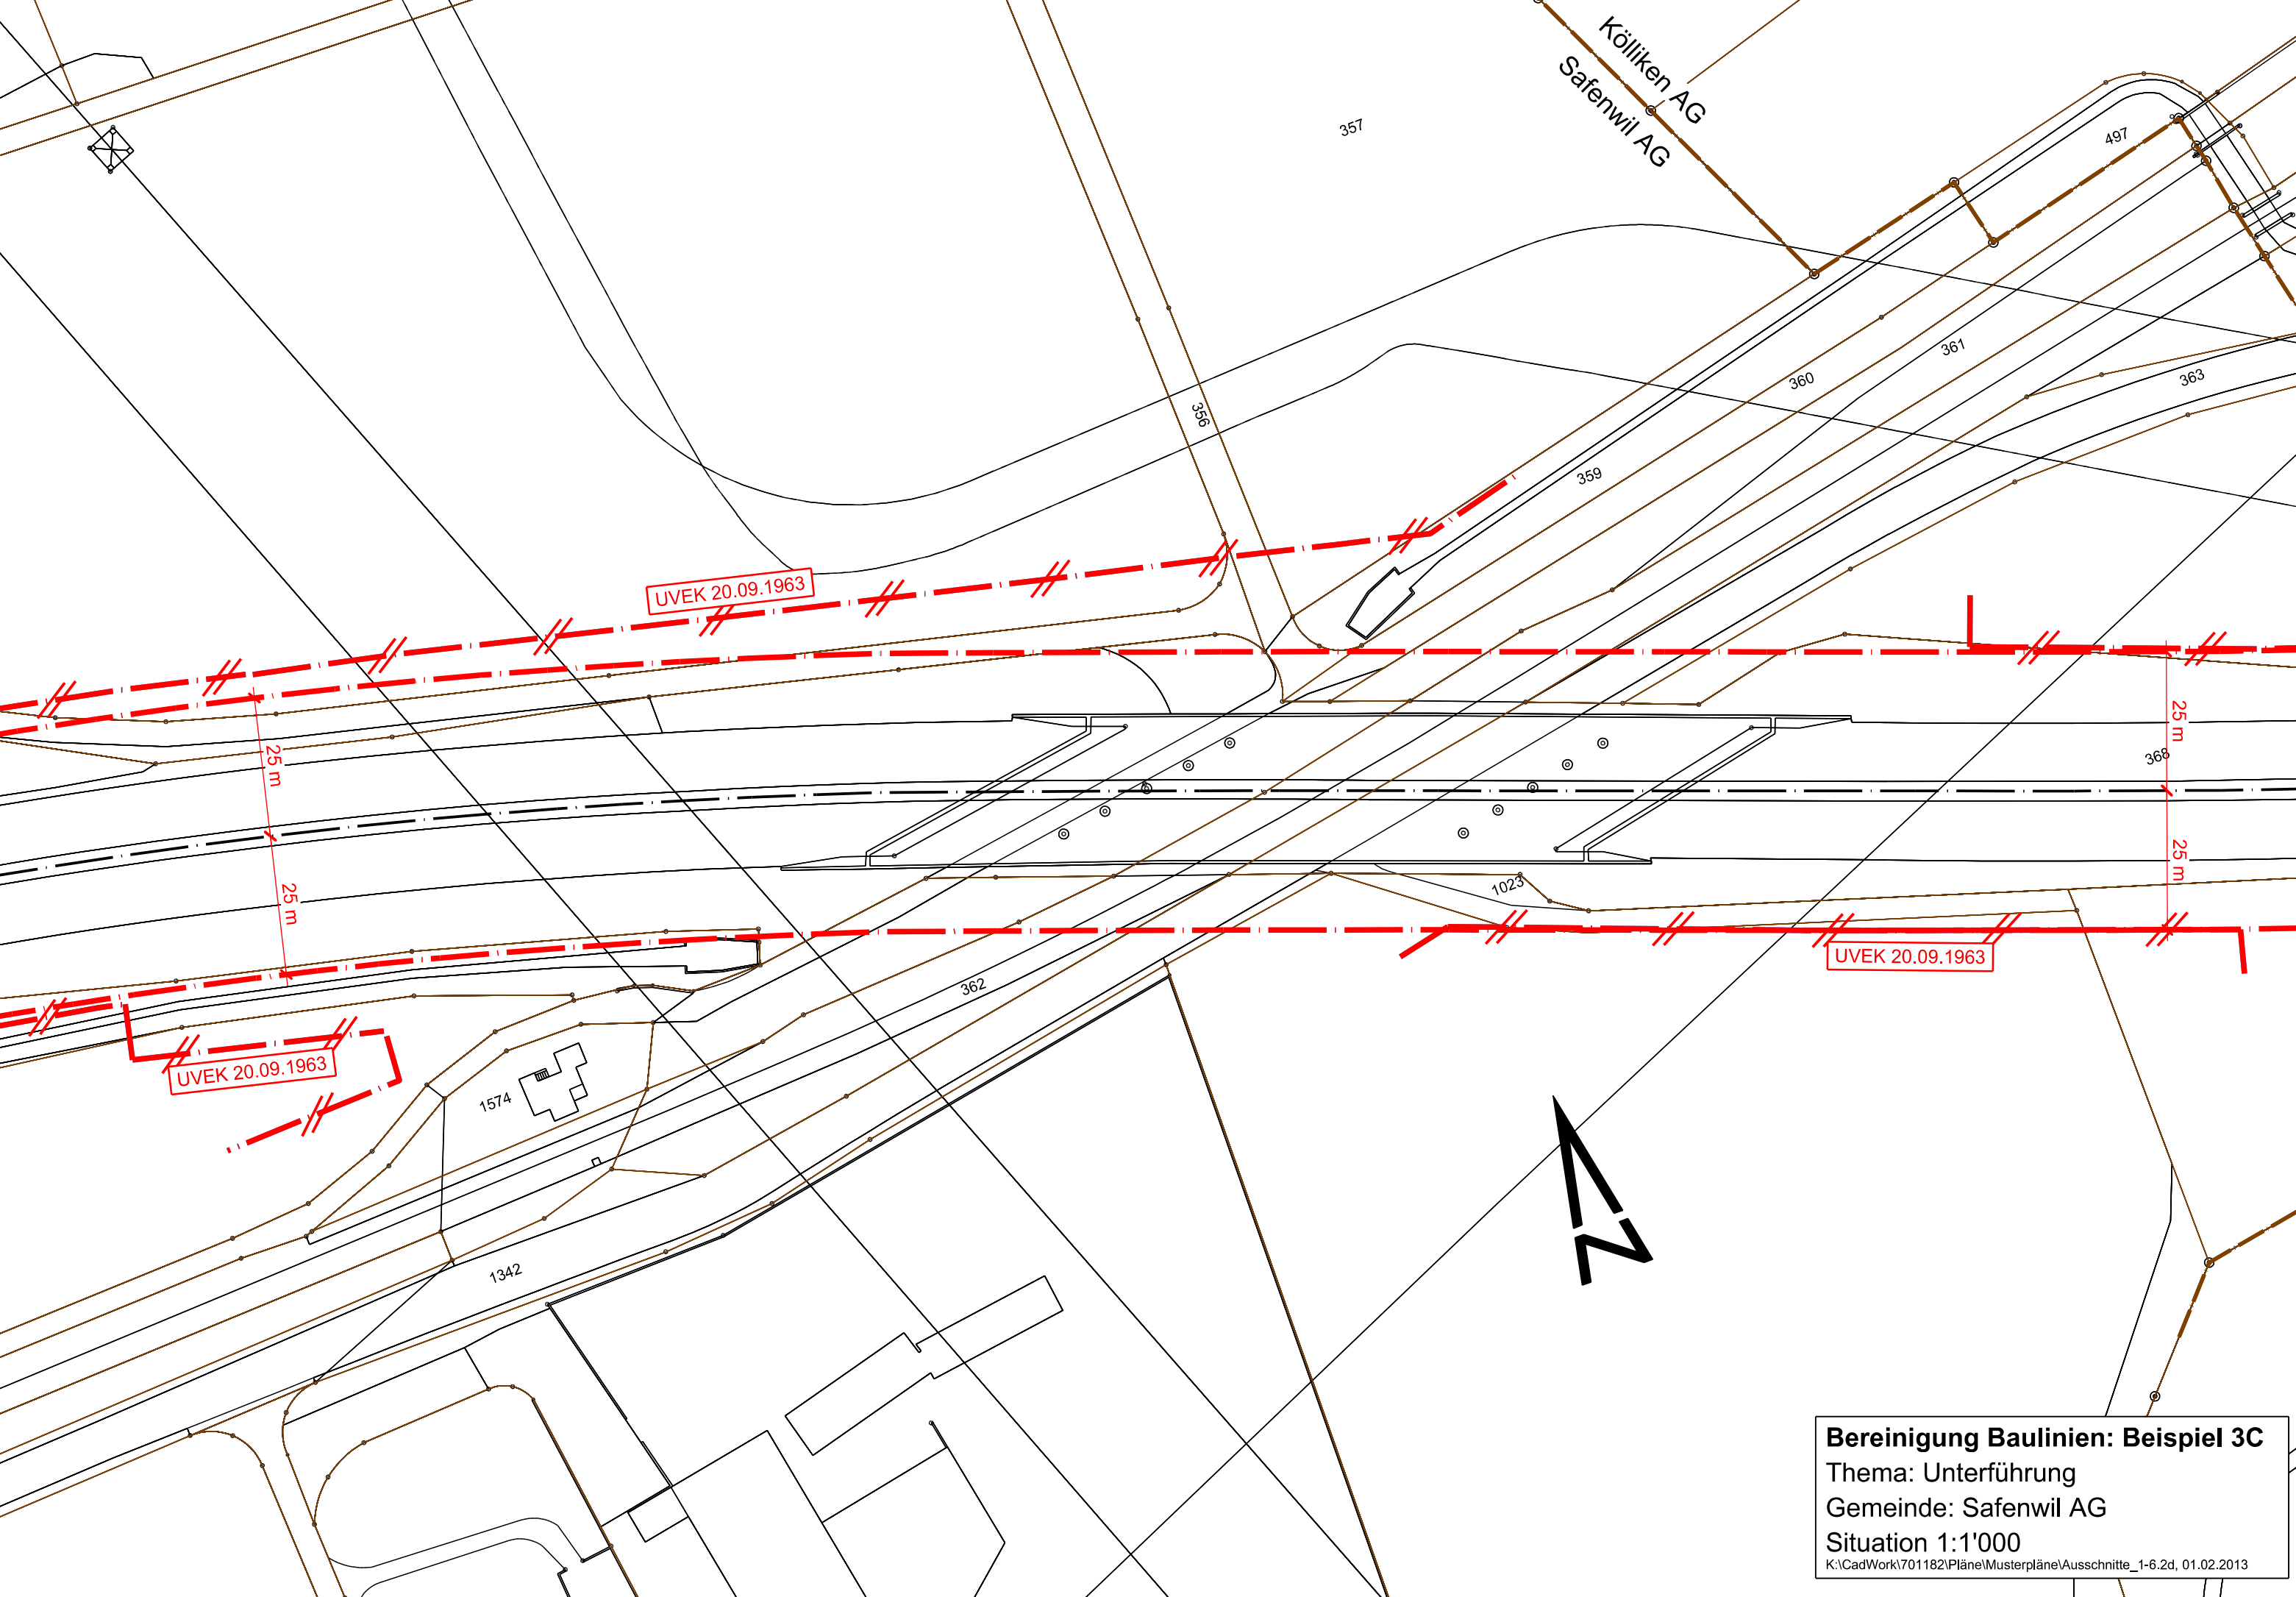 Kölliken AG
Safenwil AG
357
497
361
360
363
356
359
UVEK 20.09.1963
25 m
25 m
368
25 m
25 m
1023
UVEK 20.09.1963
362
UVEK 20.09.1963
1574
1342
Bereinigung Baulinien: Beispiel 3C
Thema: Unterführung
Gemeinde: Safenwil AG
Situation 1:1'000
K:\CadWork\701182\Pläne\Musterpläne\Ausschnitte_1-6.2d, 01.02.2013